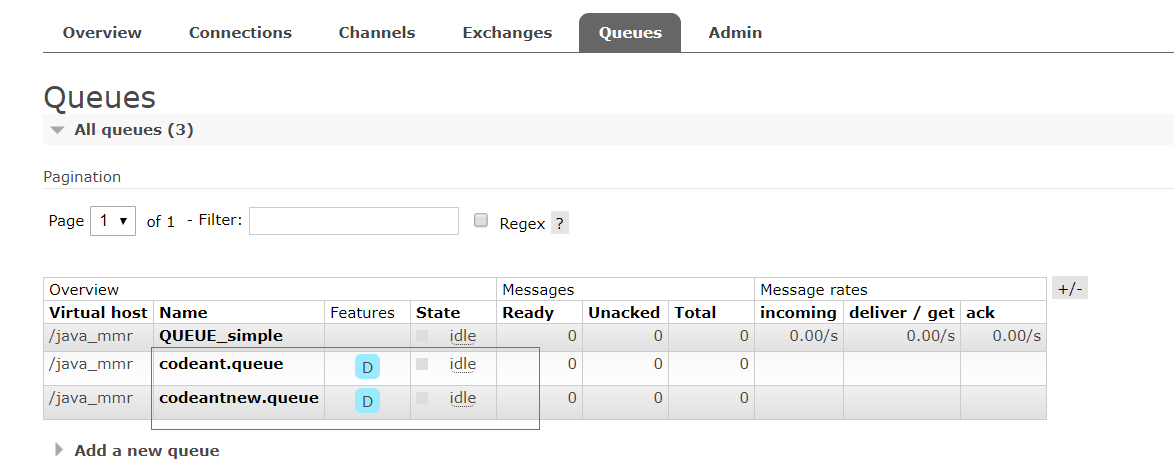 Overview Connections Channels Exchanges Queues Admin
Queues
All queues (3)
Pagination
Page 1 of 1 - Filter: Regex ?
Overview Messages Message rates +/-
Virtual host Name Features State Ready Unacked Total incoming deliver / get ack
/java_mmr QUEUE_simple idle 0 0 0 0.00/s 0.00/s 0.00/s
/java_mmr codeant.queue D idle 0 0 0
/java_mmr codeantnew.queue D idle 0 0 0
Add a new queue